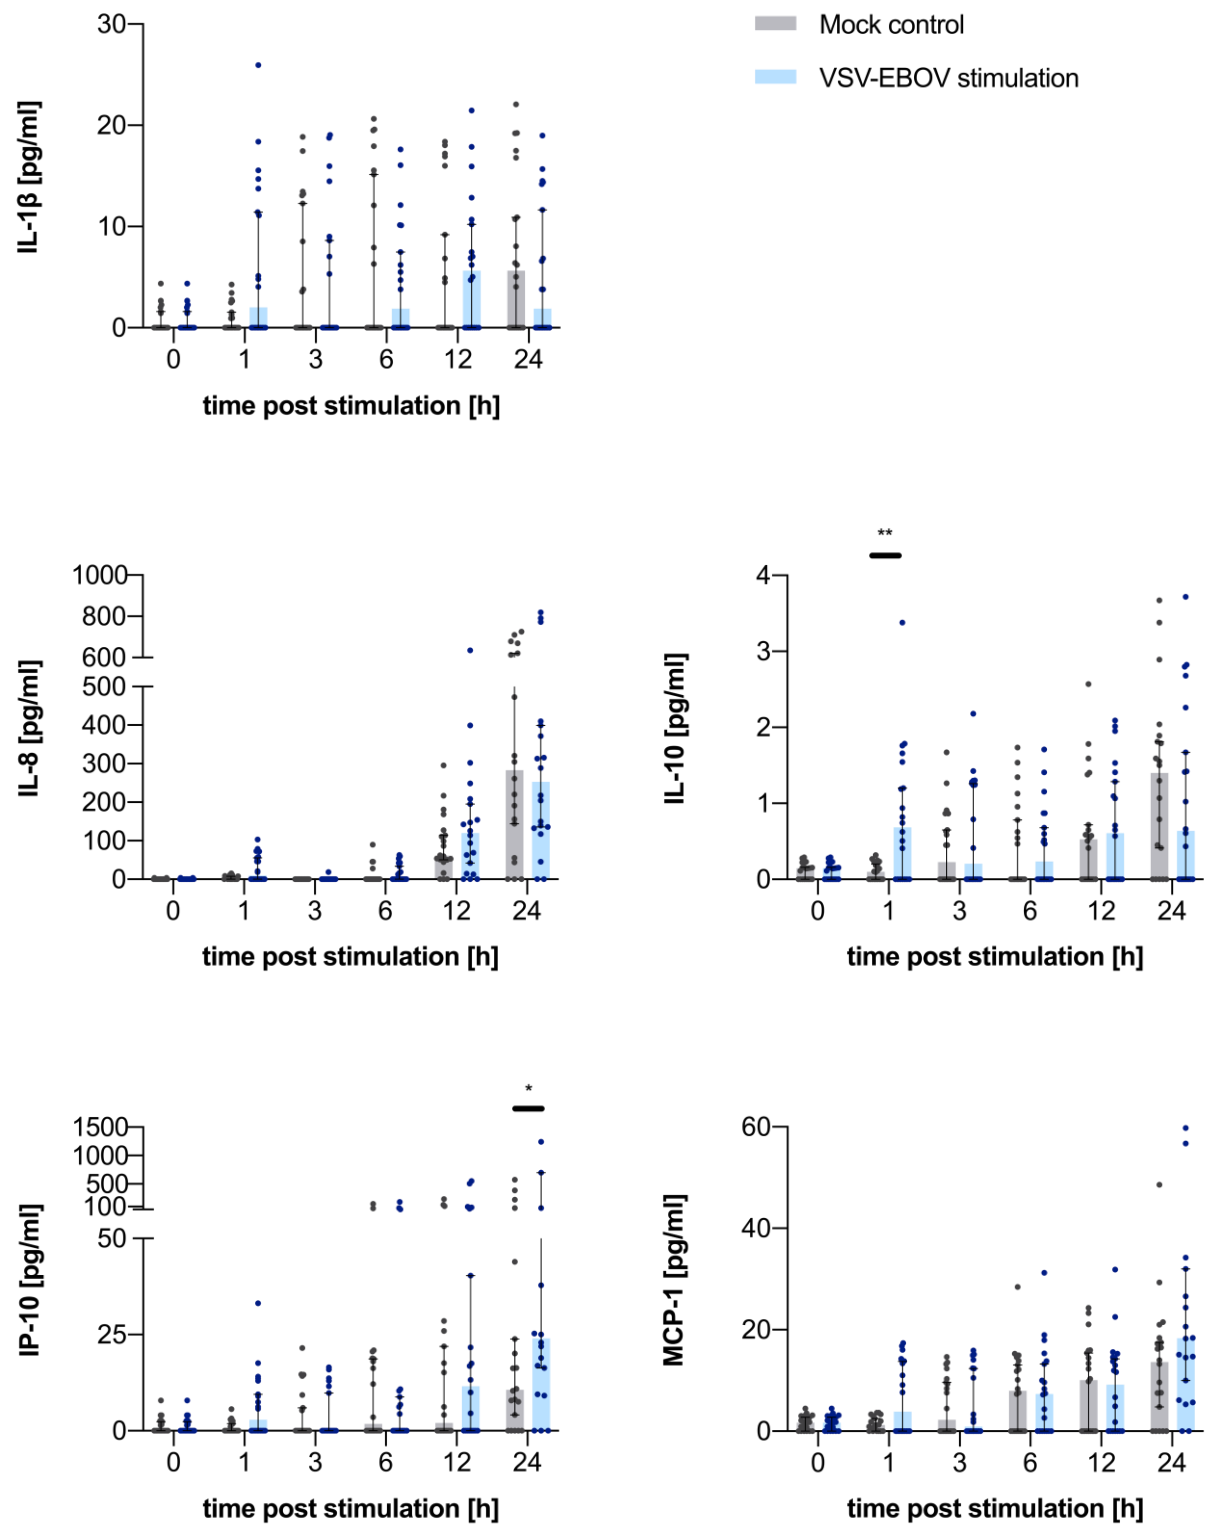 Mock control
VSV-EBOV stimulation
IL-1β [pg/ml]
30
20
10
0
0 1 3 6 12 24
time post stimulation [h]
IL-8 [pg/ml]
1000
800
600
500
400
300
200
100
0
0 1 3 6 12 24
time post stimulation [h]
**
IL-10 [pg/ml]
4
3
2
1
0
0 1 3 6 12 24
time post stimulation [h]
*
IP-10 [pg/ml]
1500
1000
500
100
50
25
0
0 1 3 6 12 24
time post stimulation [h]
MCP-1 [pg/ml]
60
40
20
0
0 1 3 6 12 24
time post stimulation [h]